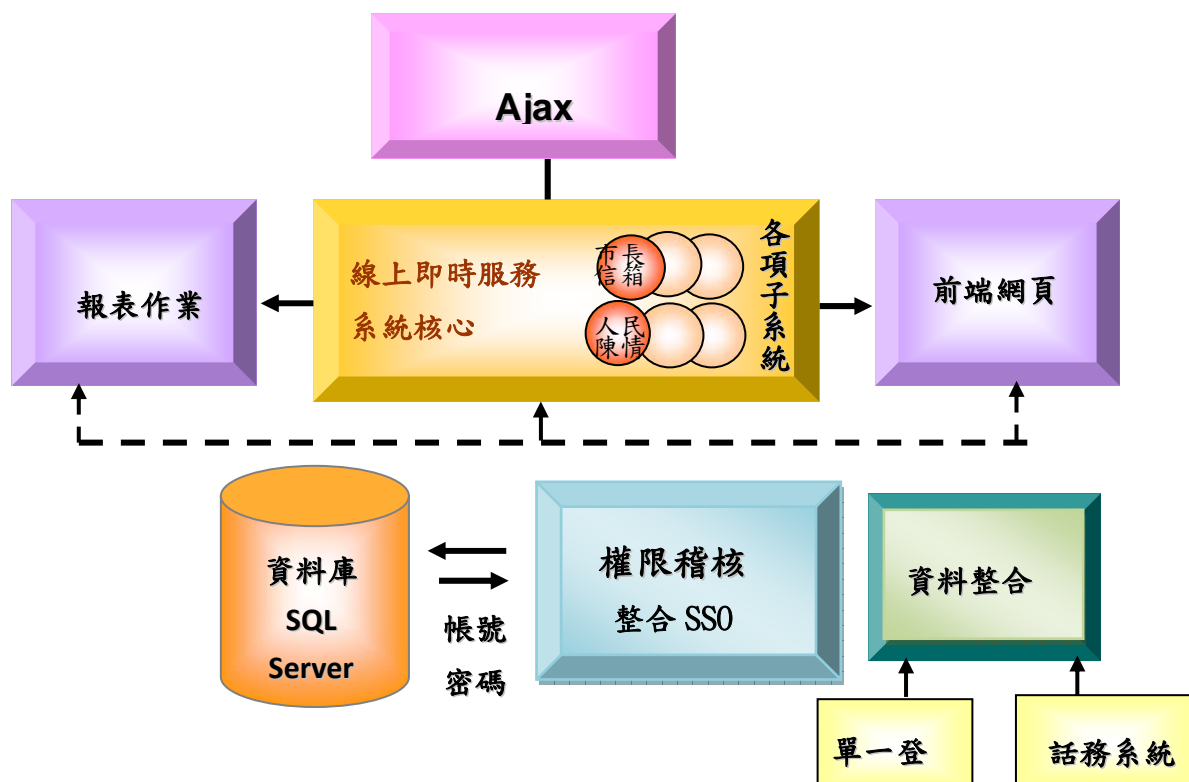 Ajax
報表作業
線上即時服務
系統核心
市長
信箱
人民
陳情
各項子系統
前端網頁
資料庫
SQL
Server
帳號
密碼
權限稽核
整合 SSO
資料整合
單一登
話務系統